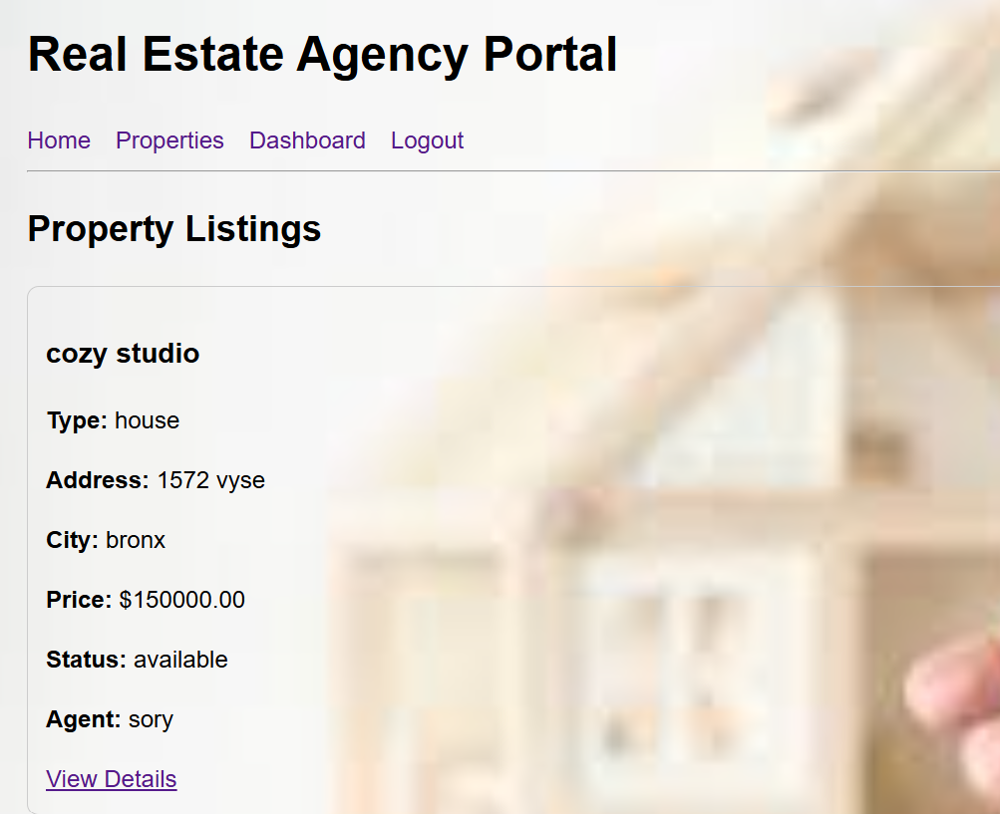 Real Estate Agency Portal
Home Properties Dashboard Logout
Property Listings
cozy studio
Type: house
Address: 1572 vyse
City: bronx
Price: $150000.00
Status: available
Agent: sory
View Details